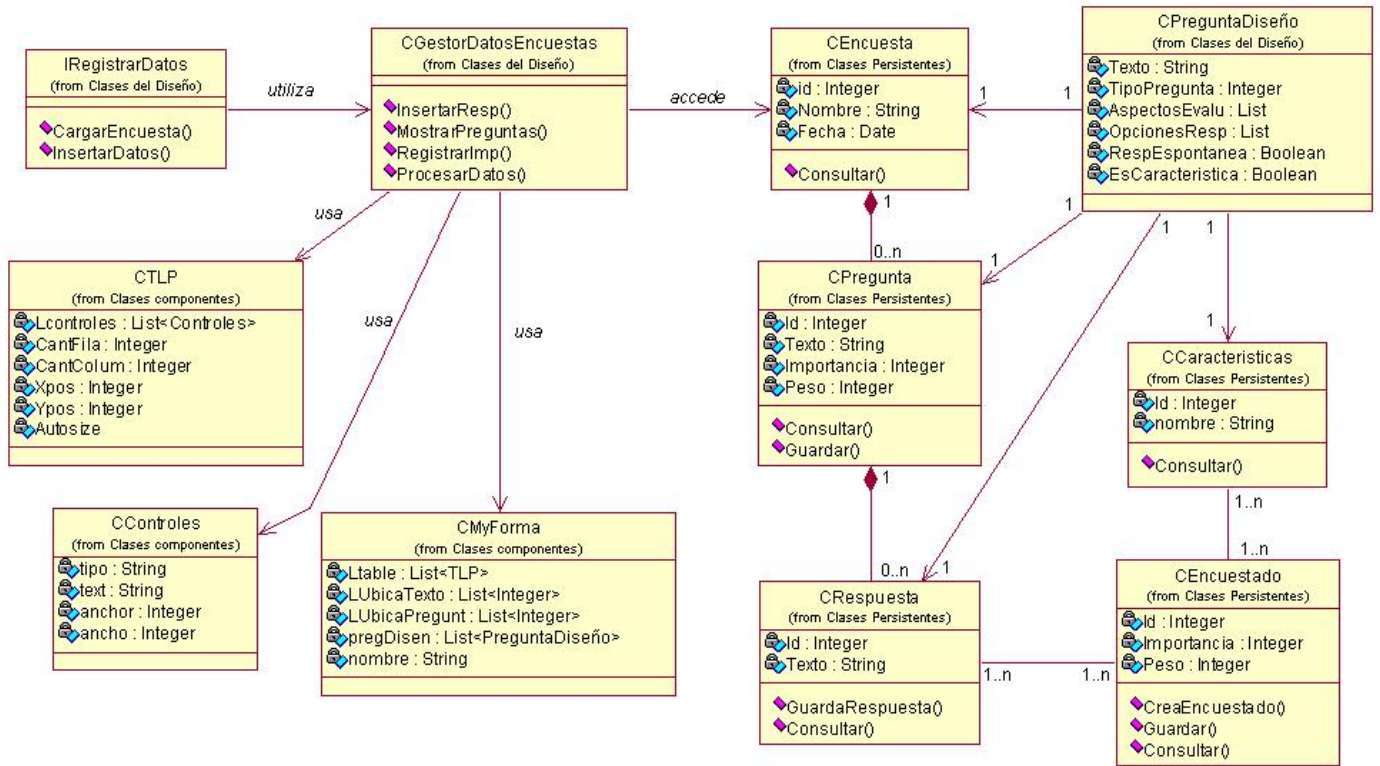 IRegistrarDatos
(from Clases del Diseño)
CargarEncuesta()
InsertarDatos()
utiliza
CGestorDatosEncuestas
(from Clases del Diseño)
InsertarResp()
MostrarPreguntas()
RegistrarImp()
ProcesarDatos()
accede
CEncuesta
(from Clases Persistentes)
id : Integer
Nombre : String
Fecha : Date
Consultar()
1
1
CPreguntaDiseño
(from Clases del Diseño)
Texto : String
TipoPregunta : Integer
AspectosEvalu : List
OpcionesResp : List
RespEspontanea : Boolean
EsCaracteristica : Boolean
usa
usa
usa
1
0..n
1
1
1
1
1
1
CTLP
(from Clases componentes)
Lcontroles : List<Controles>
CantFila : Integer
CantColum : Integer
Xpos : Integer
Ypos : Integer
Autosize
CPregunta
(from Clases Persistentes)
Id : Integer
Texto : String
Importancia : Integer
Peso : Integer
Consultar()
Guardar()
CCaracteristicas
(from Clases Persistentes)
Id : Integer
nombre : String
Consultar()
1
0..n
1..n
1..n
CControles
(from Clases componentes)
tipo : String
text : String
anchor : Integer
ancho : Integer
CMyForma
(from Clases componentes)
Ltable : List<TLP>
LUbicaTexto : List<Integer>
LUbicaPregunt : List<Integer>
pregDisen : List<PreguntaDiseño>
nombre : String
CRespuesta
(from Clases Persistentes)
Id : Integer
Texto : String
GuardaRespuesta()
Consultar()
1..n
1..n
CEncuestado
(from Clases Persistentes)
Id : Integer
Importancia : Integer
Peso : Integer
CreaEncuestado()
Guardar()
Consultar()